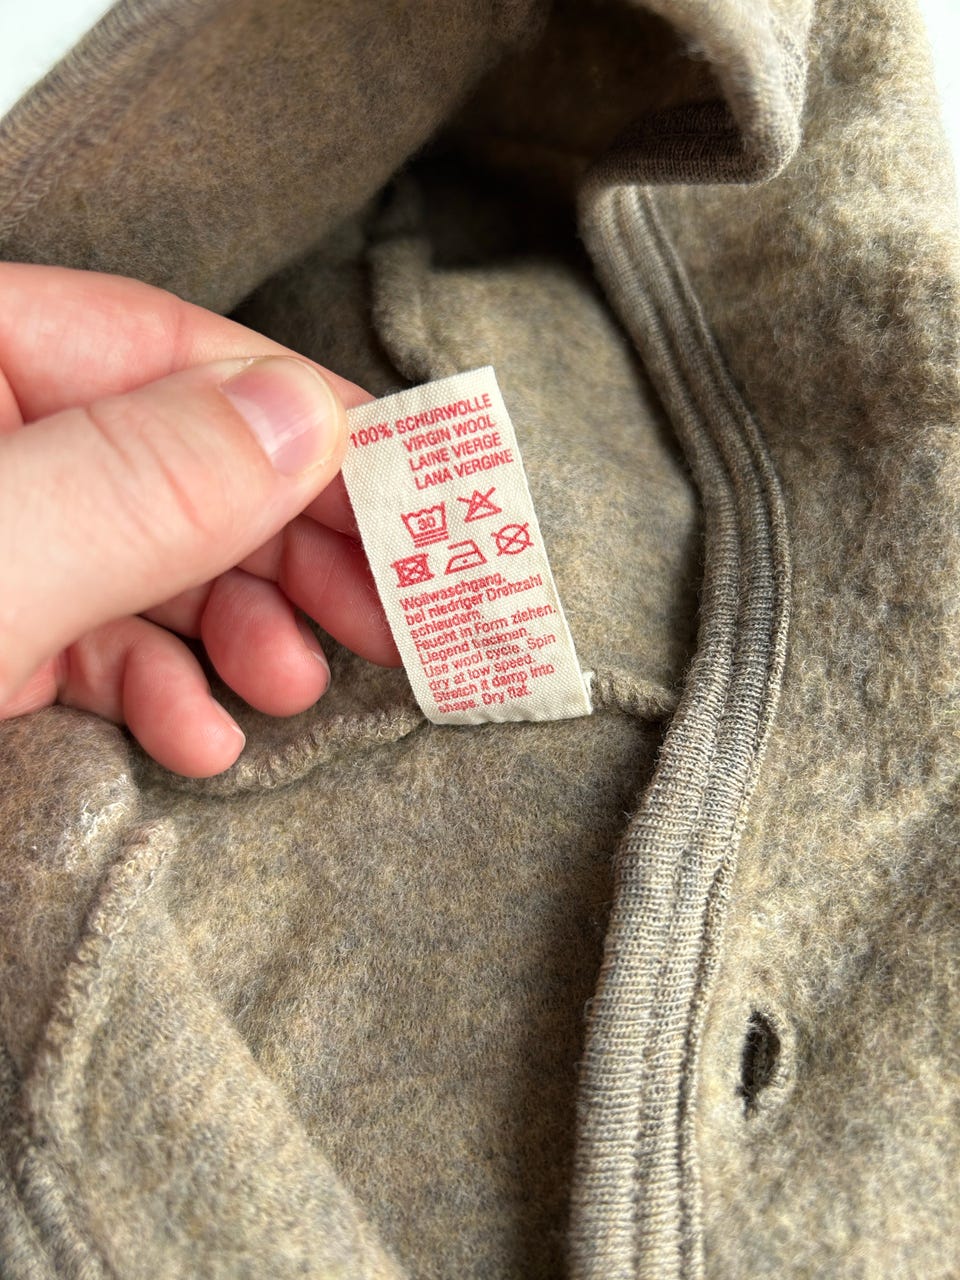 100% SCHURWOLLE
VIRGIN WOOL
LAINE VIERGE
LANA VERGINE
30
Wollwaschgang,
bei niedriger Drehzahl
schleudern.
Feucht in Form ziehen.
Liegend trocknen.
Use wool cycle. Spin
dry at low speed.
Stretch it damp into
shape. Dry flat.